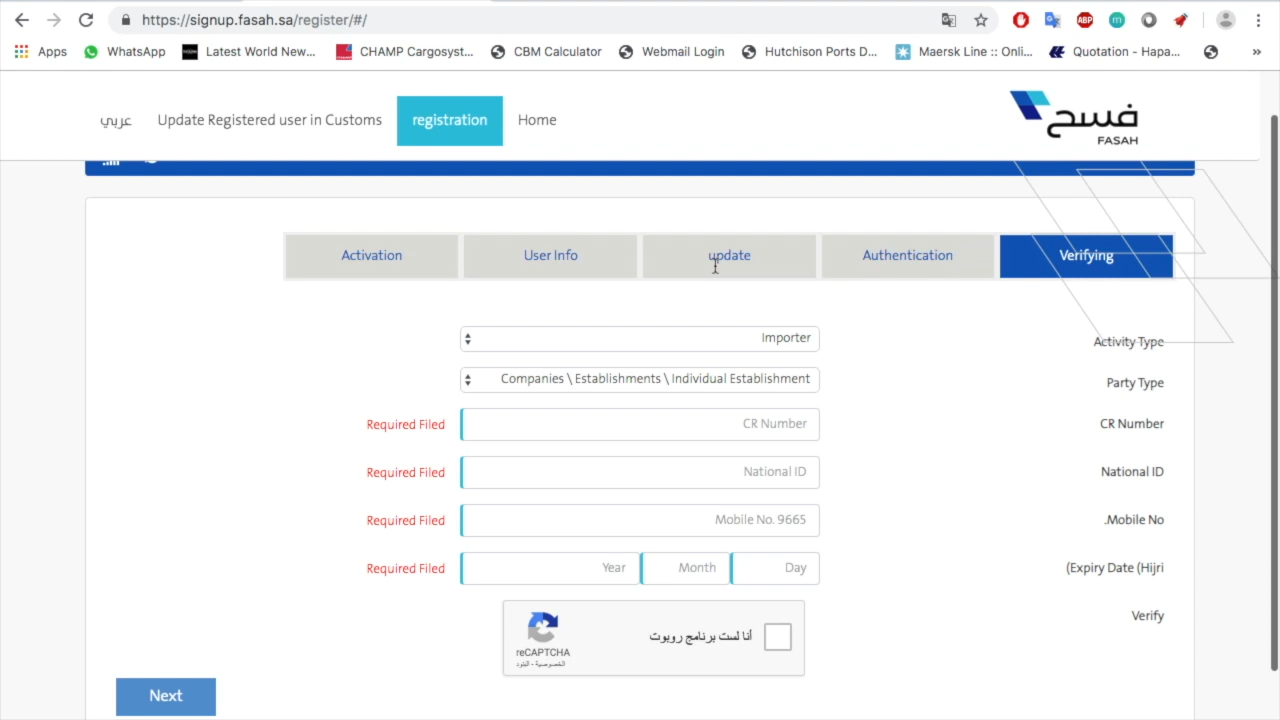 https://signup.fasah.sa/register/#/
Apps
WhatsApp
Latest World New...
CHAMP Cargosyst...
CBM Calculator
Webmail Login
Hutchison Ports D...
Maersk Line :: Onli...
Quotation - Hapa...
»
عربي
Update Registered user in Customs
registration
Home
فسح
FASAH
Activation
User Info
update
Authentication
Verifying
Importer
Activity Type
Companies \ Establishments \ Individual Establishment
Party Type
Required Filed
CR Number
CR Number
Required Filed
National ID
National ID
Required Filed
Mobile No. 9665
.Mobile No
Required Filed
Year
Month
Day
(Expiry Date (Hijri
أنا لست برنامج روبوت
reCAPTCHA
الخصوصية - البنود
Verify
Next